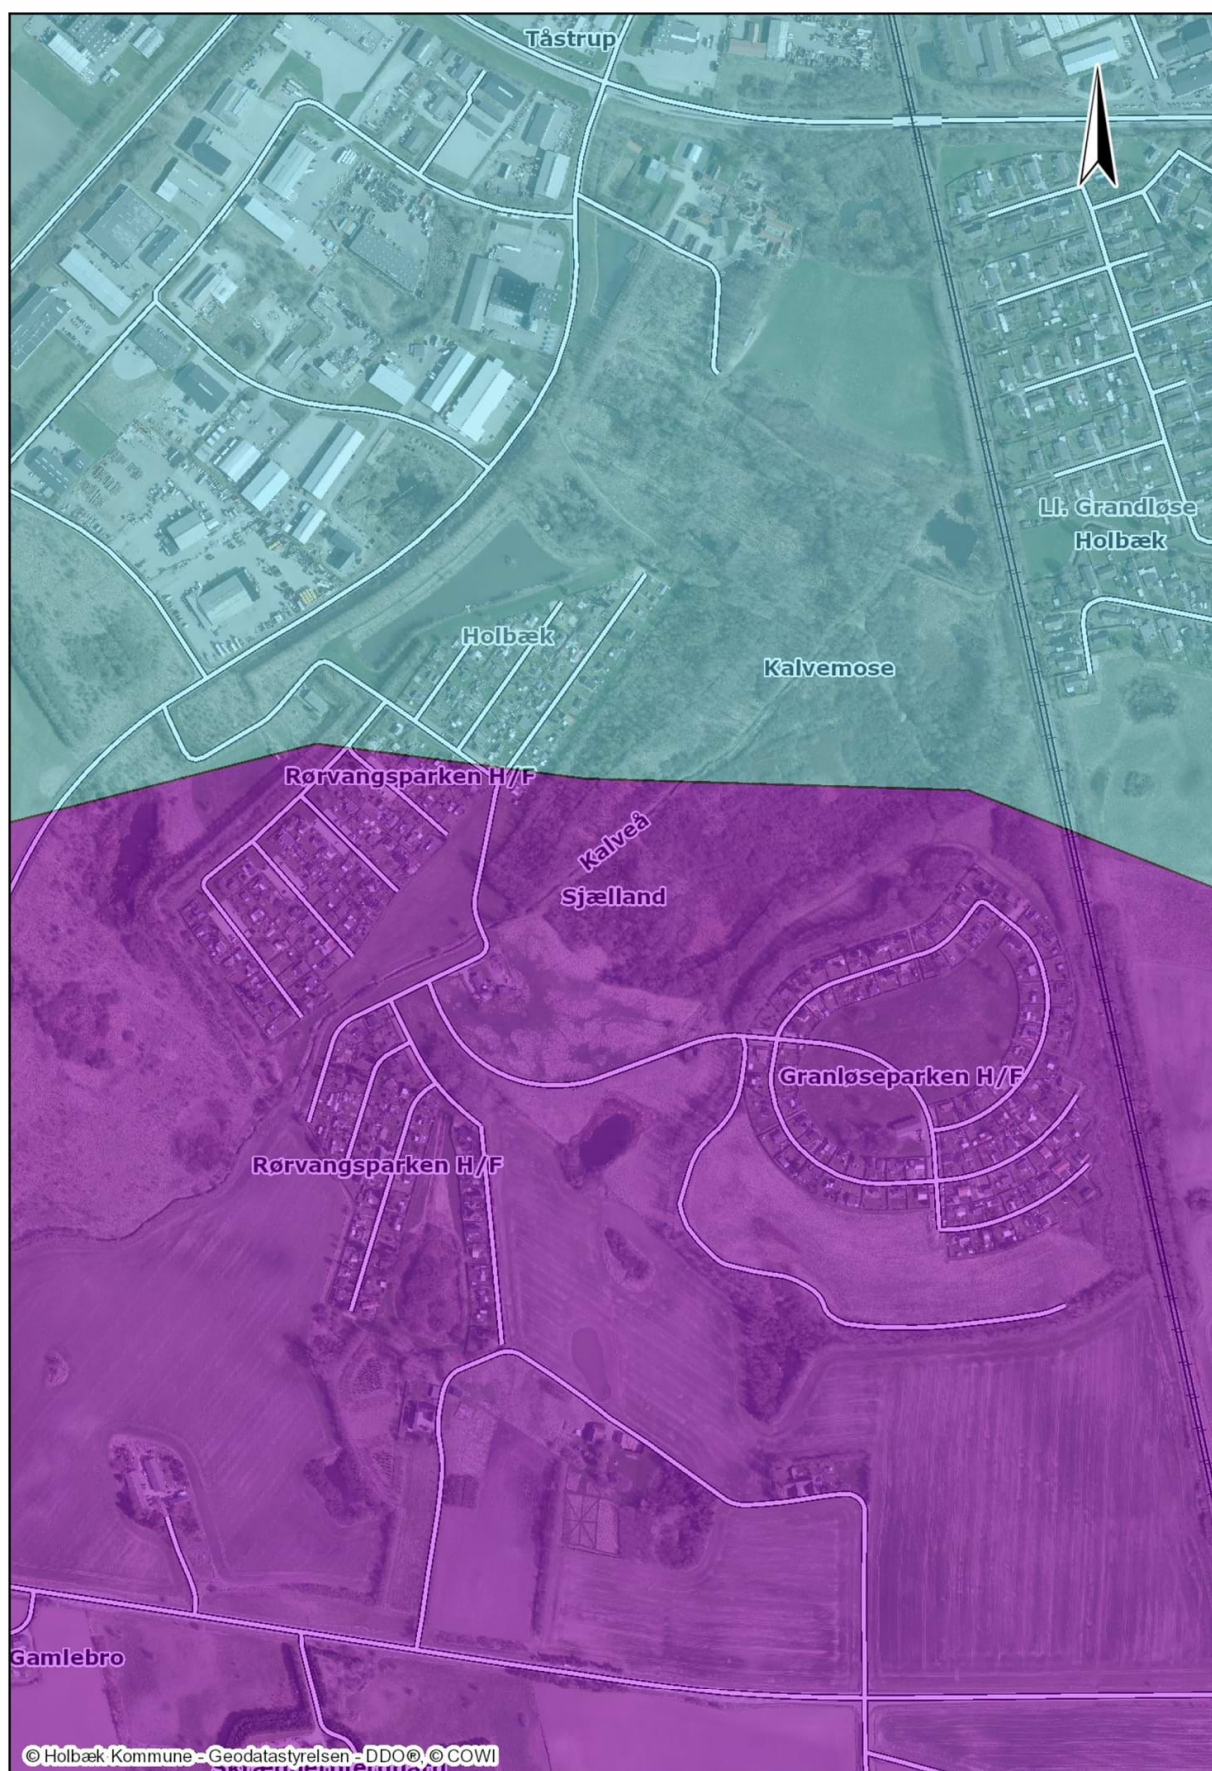 Tåstrup
Ll. Grandløse
Holbæk
Holbæk
Kalvemose
Rørvangsparken H/F
Kalveå
Sjælland
Granløseparken H/F
Rørvangsparken H/F
Gamlebro
© Holbæk Kommune - Geodatastyrelsen - DDO®, © COWI